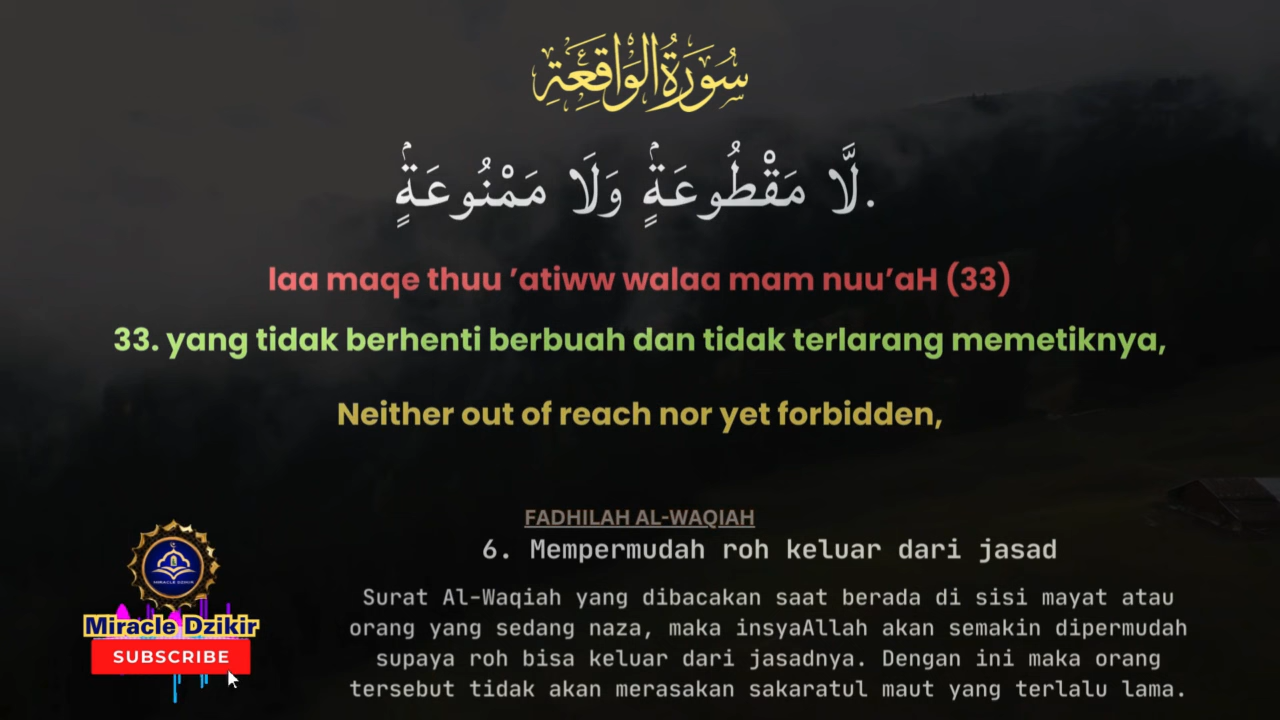 سُورَةُ الْوَاقِعَةِ
لَّا مَقْطُوعَةٍۢ وَلَا مَمْنُوعَةٍۢ.
laa maqe thuu ’atiww walaa mam nuu’aH (33)
33. yang tidak berhenti berbuah dan tidak terlarang memetiknya,
Neither out of reach nor yet forbidden,
FADHILAH AL-WAQIAH
6. Mempermudah roh keluar dari jasad
Surat Al-Waqiah yang dibacakan saat berada di sisi mayat atau
orang yang sedang naza, maka insyaAllah akan semakin dipermudah
supaya roh bisa keluar dari jasadnya. Dengan ini maka orang
tersebut tidak akan merasakan sakaratul maut yang terlalu lama.
MIRACLE DZIKIR
Miracle Dzikir
SUBSCRIBE